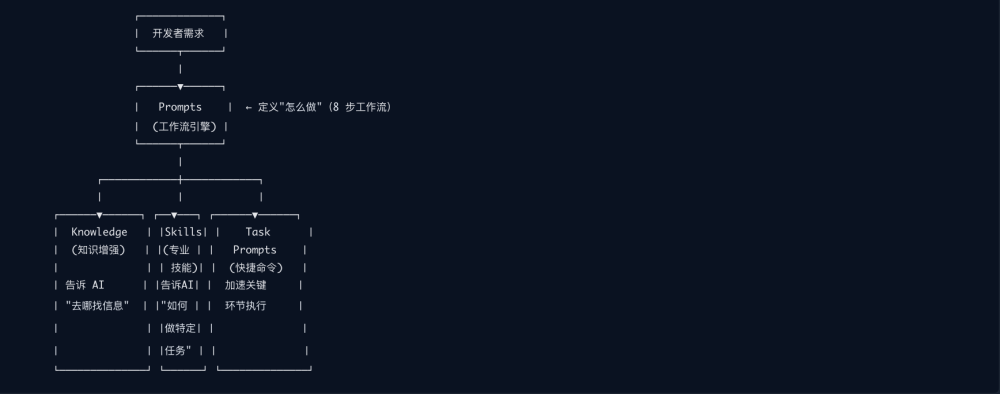 开发者需求
Prompts ← 定义"怎么做"（8 步工作流）
(工作流引擎)
Knowledge Skills Task
(知识增强) (专业 Prompts
技能) (快捷命令)
告诉 AI 告诉AI 加速关键
"去哪找信息" "如何 环节执行
做特定
任务"